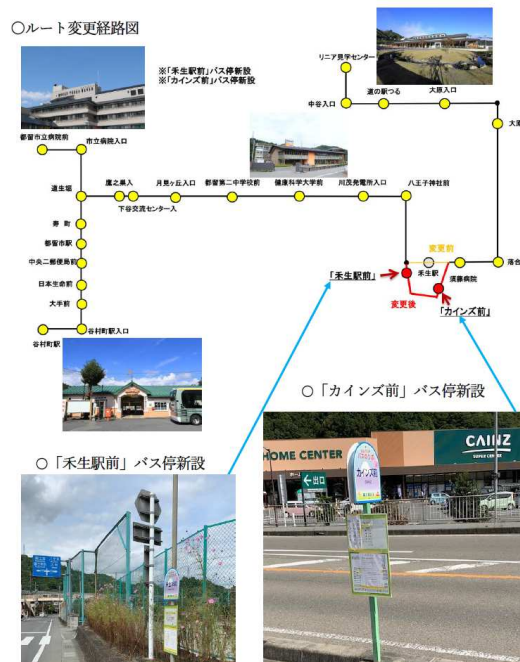 ○ルート変更経路図
※「禾生駅前」バス停新設
※「カインズ前」バス停新設
リニア見学センター
道の駅つる
大原入口
中谷入口
大原
都留市立病院前
市立病院入口
道生堀
鷹之巣入
下谷交流センター入
月見ヶ丘入口
都留第二中学校前
健康科学大学前
川茂発電所入口
八王子神社前
寿町
都留市駅
中央二郵便局前
日本生命前
大手前
谷村町駅
谷村町駅入口
変更前
禾生駅
須藤病院
落合
「禾生駅前」
変更後
「カインズ前」
○「カインズ前」バス停新設
○「禾生駅前」バス停新設
HOME CENTER
CAINZ
SUPER CENTER
出口
カインズ前